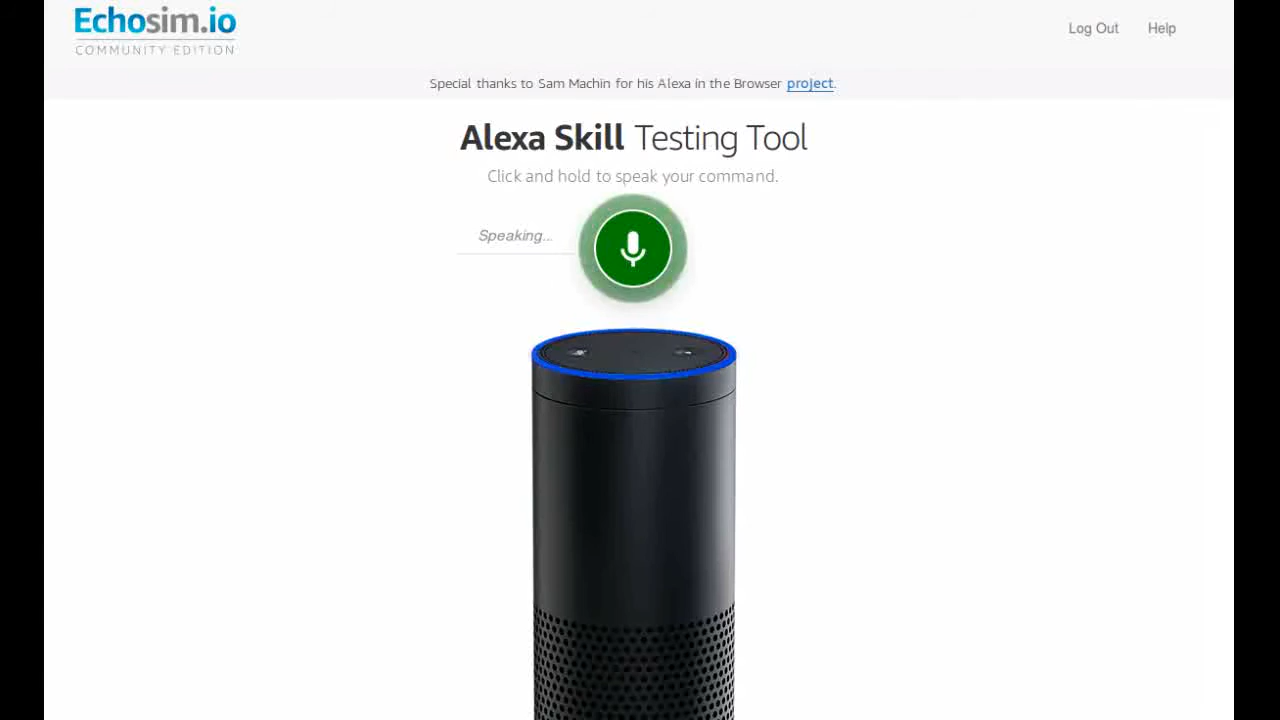 Echosim.io
COMMUNITY EDITION
Log Out Help
Special thanks to Sam Machin for his Alexa in the Browser project.
Alexa Skill Testing Tool
Click and hold to speak your command.
Speaking...